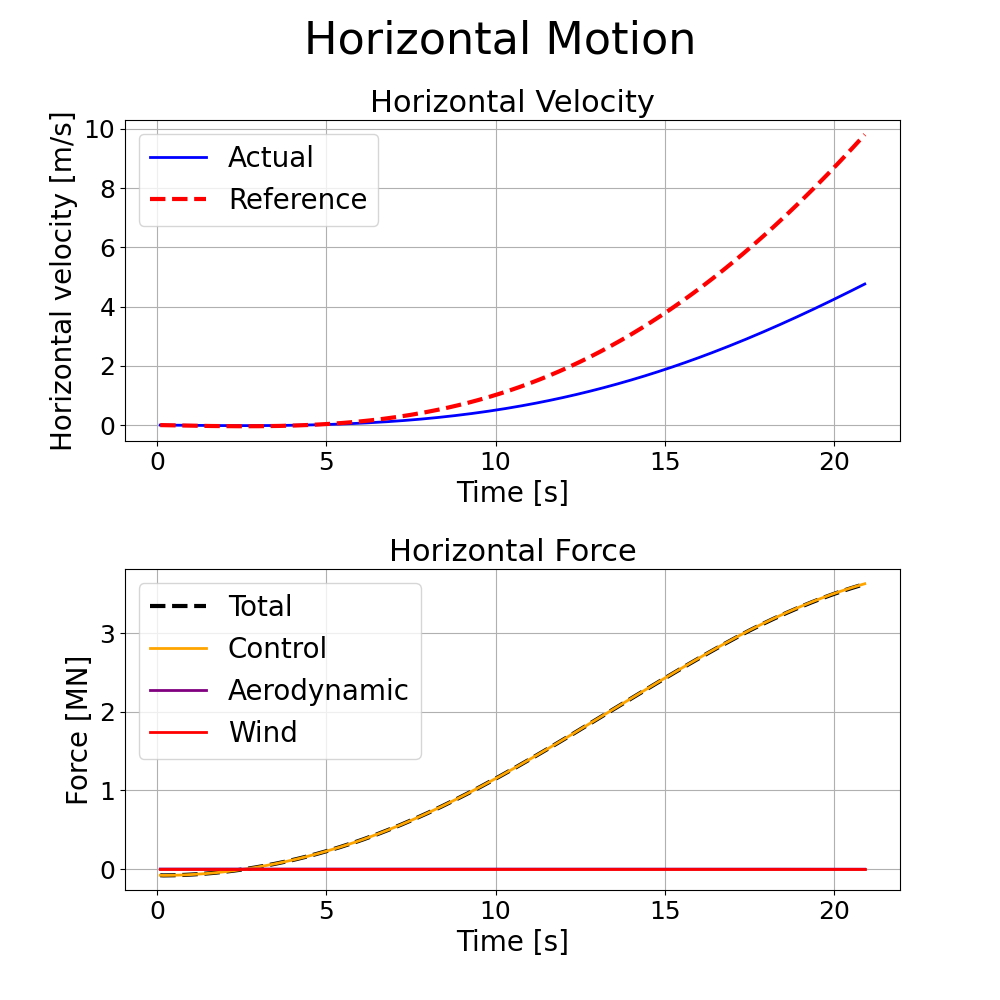 Horizontal Motion
Horizontal Velocity
Horizontal velocity [m/s]
10
8
6
4
2
0
Actual
Reference
0 5 10 15 20
Time [s]
Horizontal Force
Force [MN]
3
2
1
0
Total
Control
Aerodynamic
Wind
0 5 10 15 20
Time [s]